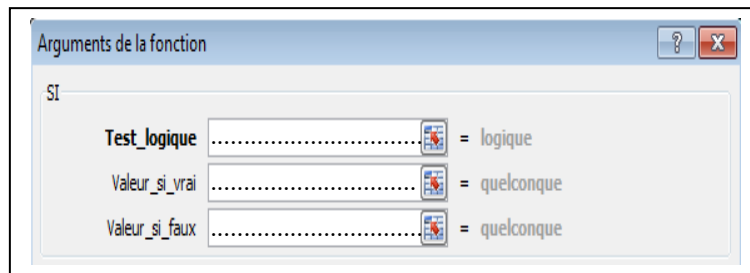 Arguments de la fonction ?
SI
Test_logique .............................. = logique
Valeur_si_vrai ............................. = quelconque
Valeur_si_faux .............................. = quelconque